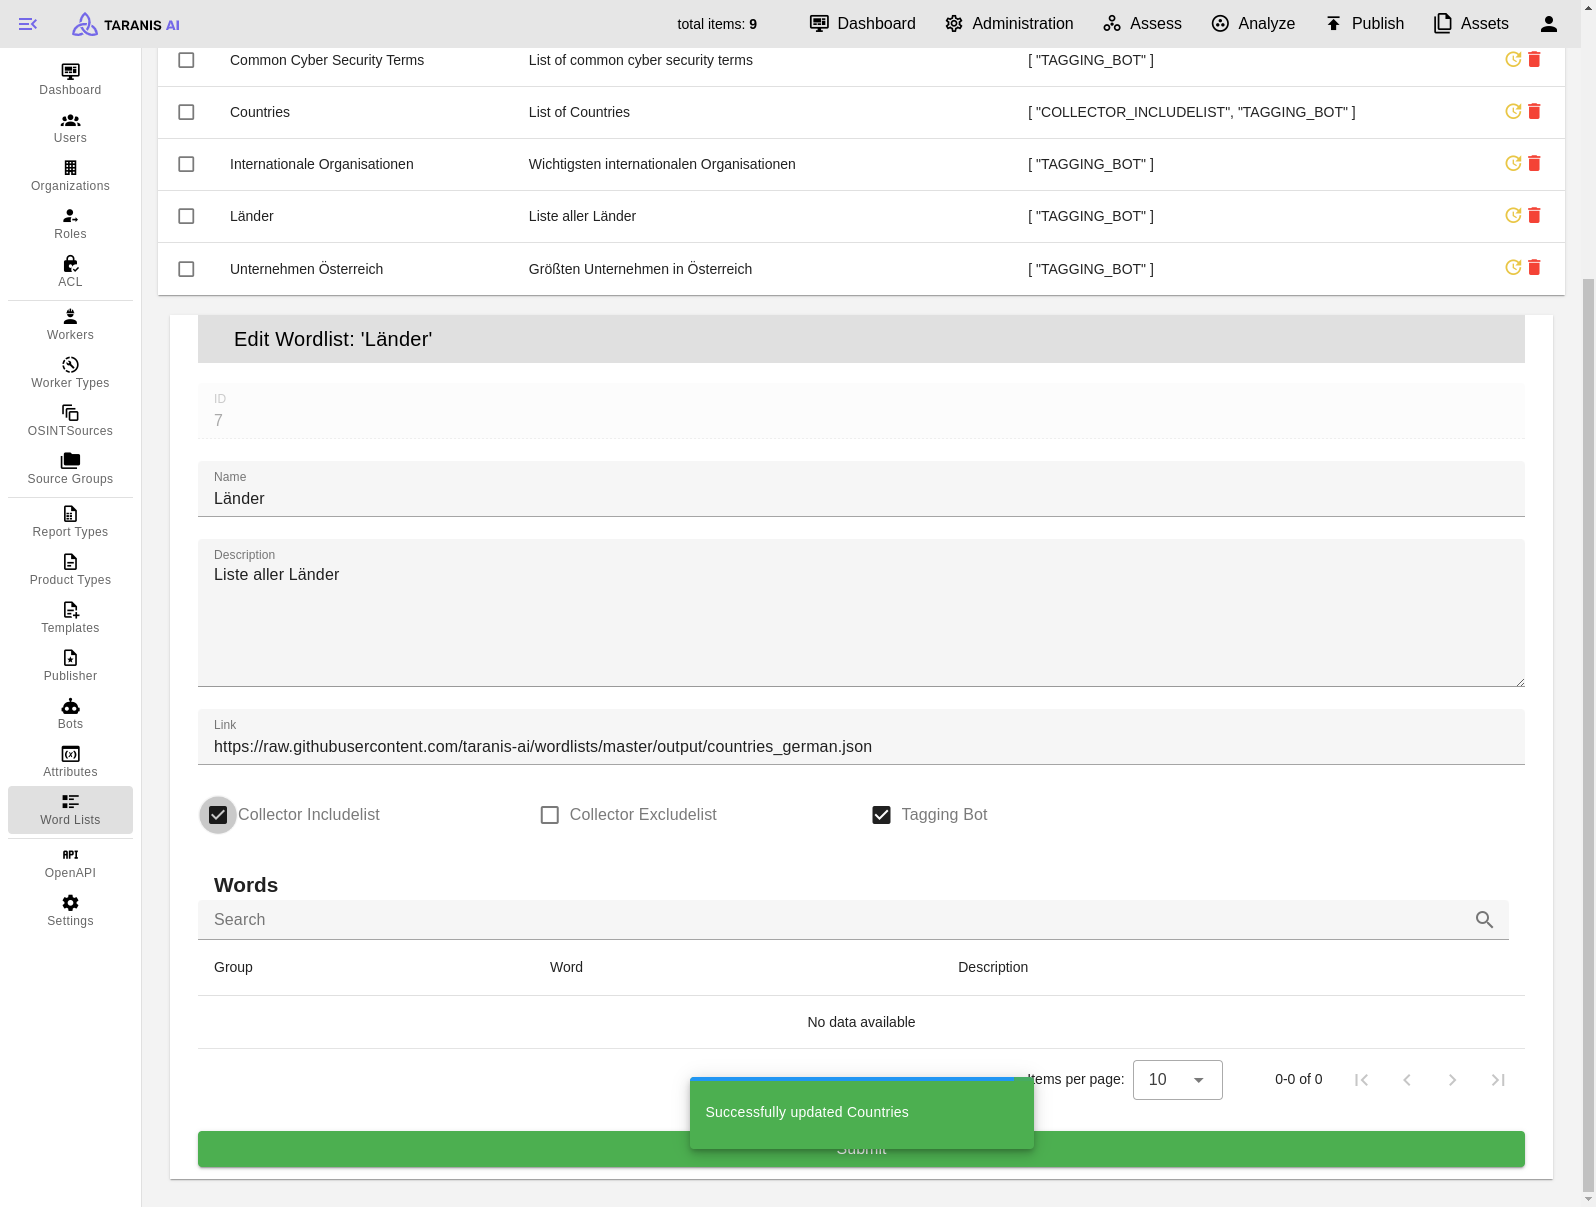 TARANIS AI
total items: 9
Dashboard
Administration
Assess
Analyze
Publish
Assets
Dashboard
Users
Organizations
Roles
ACL
Workers
Worker Types
OSINTSources
Source Groups
Report Types
Product Types
Templates
Publisher
Bots
Attributes
Word Lists
API
OpenAPI
Settings
Common Cyber Security Terms List of common cyber security terms [ "TAGGING_BOT" ]
Countries List of Countries [ "COLLECTOR_INCLUDELIST", "TAGGING_BOT" ]
Internationale Organisationen Wichtigsten internationalen Organisationen [ "TAGGING_BOT" ]
Länder Liste aller Länder [ "TAGGING_BOT" ]
Unternehmen Österreich Größten Unternehmen in Österreich [ "TAGGING_BOT" ]
Edit Wordlist: 'Länder'
ID
7
Name
Länder
Description
Liste aller Länder
Link
https://raw.githubusercontent.com/taranis-ai/wordlists/master/output/countries_german.json
Collector Includelist Collector Excludelist Tagging Bot
Words
Search
Group Word Description
No data available
Items per page: 10 0-0 of 0
Successfully updated Countries
Submit